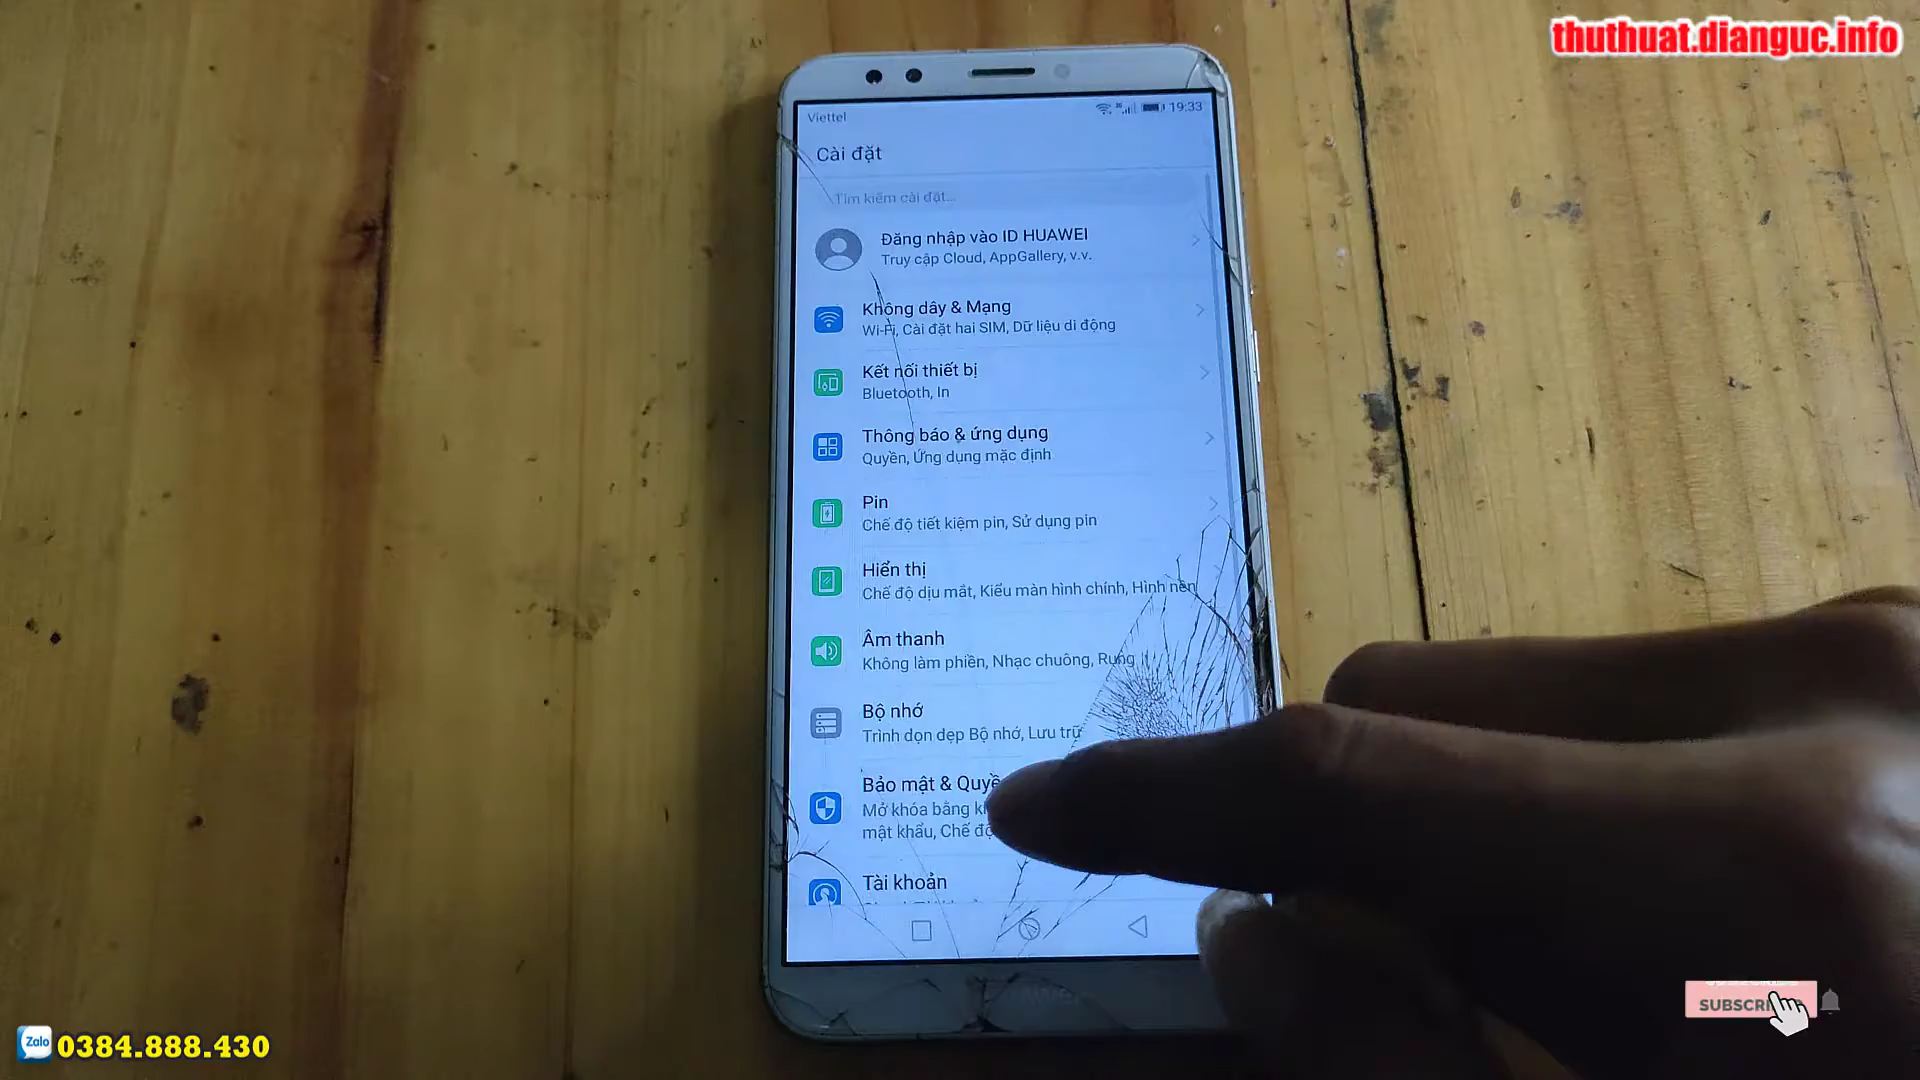 thuthuat.dianguc.info
Viettel
19:33
Cài đặt
Tìm kiếm cài đặt...
Đăng nhập vào ID HUAWEI
Truy cập Cloud, AppGallery, v.v.
Không dây & Mạng
Wi-Fi, Cài đặt hai SIM, Dữ liệu di động
Kết nối thiết bị
Bluetooth, In
Thông báo & ứng dụng
Quyền, Ứng dụng mặc định
Pin
Chế độ tiết kiệm pin, Sử dụng pin
Hiển thị
Chế độ dịu mắt, Kiểu màn hình chính, Hình nền
Âm thanh
Không làm phiền, Nhạc chuông, Rung
Bộ nhớ
Trình dọn dẹp Bộ nhớ, Lưu trữ
Bảo mật &
Mở khóa bằng
mật khẩu, Chế độ
Tài khoản
Zalo 0384.888.430
SUBSCRIBE